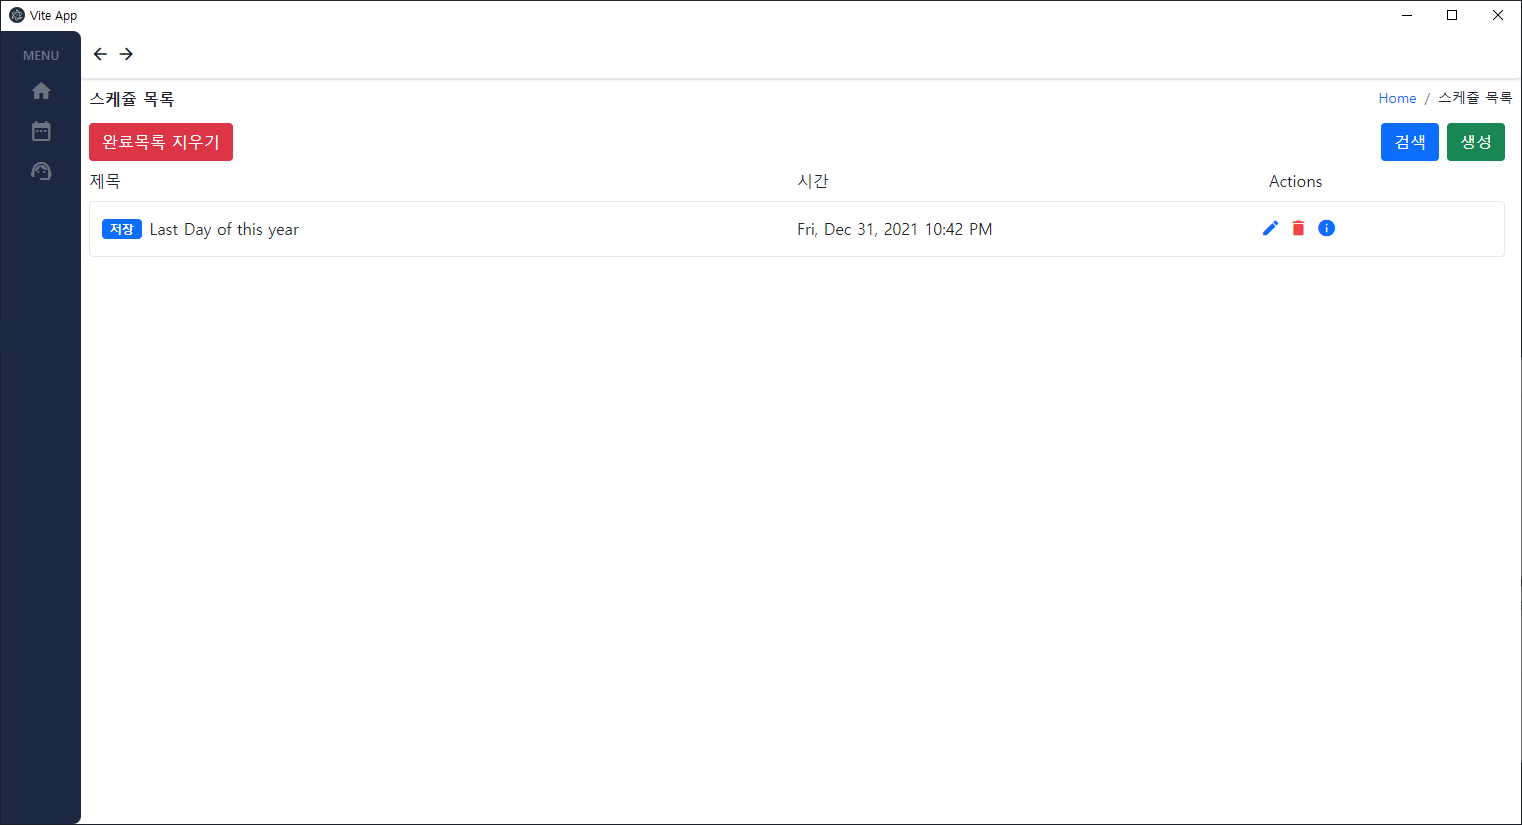 Vite App
MENU
스케쥴 목록
Home / 스케쥴 목록
완료목록 지우기
검색
생성
제목 시간 Actions
저장 Last Day of this year Fri, Dec 31, 2021 10:42 PM